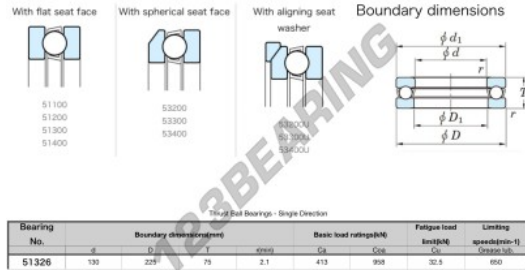 With flat seat face
With spherical seat face
With aligning seat
washer
Boundary dimensions
φ d1
φ d
r
T
r
φ D1
φ D
51100
51200
51300
51400
53200
53300
53400
53200U
53300U
53400U
123BEARING
Thrust Ball Bearings - Single Direction
Bearing
No.
Boundary dimensions(mm)
Basic load ratings(kN)
Fatigue load
limit(kN)
Limiting
speeds(min-1)
d D T r(min) Ca Coa Cu Grease lub.
51326 130 225 75 2.1 413 958 32.5 650